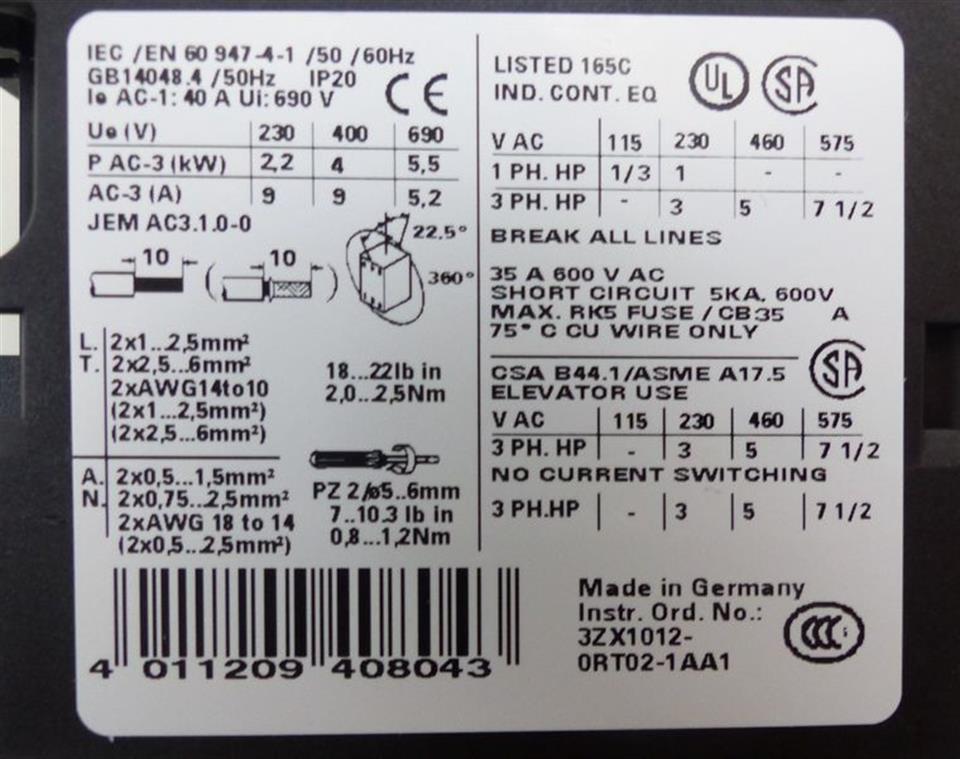 IEC /EN 60 947-4-1 /50 /60Hz
GB14048.4 /50Hz IP20
Ie AC-1: 40 A Ui: 690 V
CE
Ue (V) 230 400 690
P AC-3 (kW) 2,2 4 5,5
AC-3 (A) 9 9 5,2
JEM AC3.1.0-0
22.5°
10 ( 10 )
360°
L. 2x1...2,5mm²
T. 2x2,5...6mm²
2xAWG14to10
(2x1...2,5mm²)
(2x2,5...6mm²)
18...22lb in
2,0...2,5Nm
A. 2x0,5...1,5mm²
N. 2x0,75...2,5mm²
2xAWG 18 to 14
(2x0,5...2,5mm²)
PZ 2/ø5...6mm
7...10.3 lb in
0,8...1,2Nm
LISTED 165C
IND. CONT. EQ
UL SA
V AC 115 230 460 575
1 PH. HP 1/3 1 - -
3 PH. HP - 3 5 7 1/2
BREAK ALL LINES
35 A 600 V AC
SHORT CIRCUIT 5KA, 600V
MAX. RK5 FUSE / CB35 A
75° C CU WIRE ONLY
SA
CSA B44.1/ASME A17.5
ELEVATOR USE
V AC 115 230 460 575
3 PH. HP - 3 5 7 1/2
NO CURRENT SWITCHING
3 PH.HP - 3 5 7 1/2
4 011209 408043
Made in Germany
Instr. Ord. No.:
3ZX1012-
0RT02-1AA1
CCC